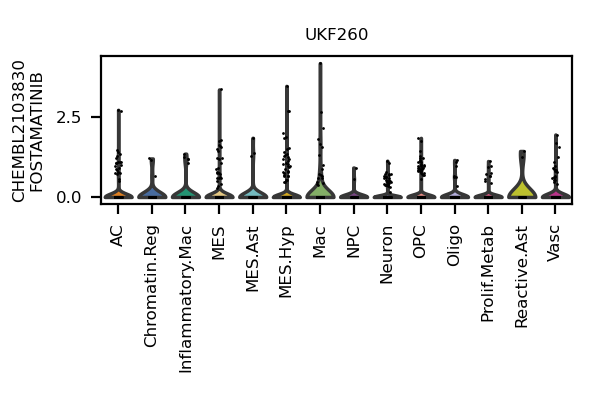 UKF260
CHEMBL2103830
FOSTAMATINIB
2.5
0.0
AC
Chromatin.Reg
Inflammatory.Mac
MES
MES.Ast
MES.Hyp
Mac
NPC
Neuron
OPC
Oligo
Prolif.Metab
Reactive.Ast
Vasc